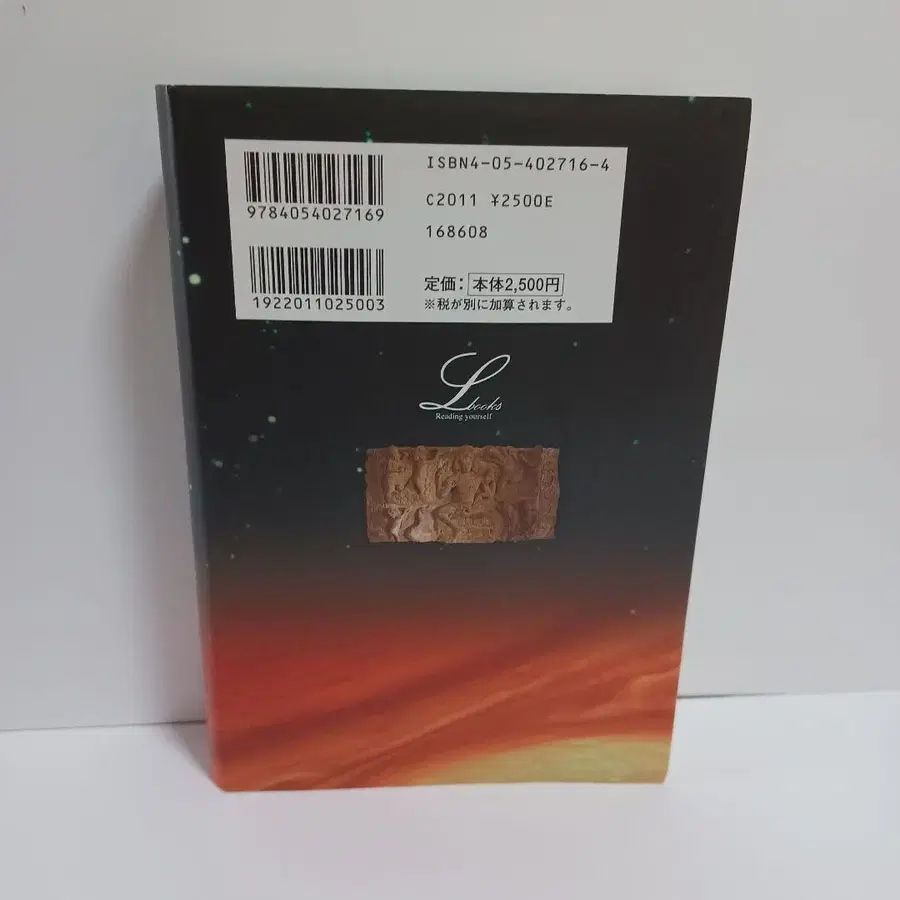 ISBN4-05-402716-4
9784054027169
C2011 ¥2500E
168608
1922011025003
定価：本体2,500円
※税が別に加算されます。
L books
Reading yourself